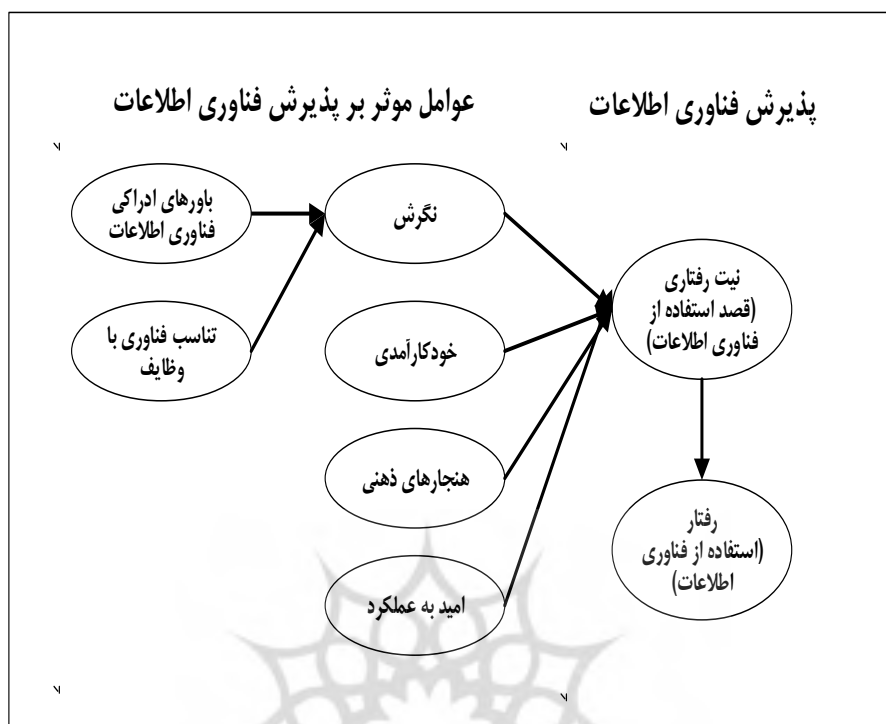 پذیرش فناوری اطلاعات
عوامل موثر بر پذیرش فناوری اطلاعات
باورهای ادراکی
فناوری اطلاعات
نگرش
نیت رفتاری
(قصد استفاده از
فناوری اطلاعات)
تناسب فناوری با
وظایف
خودکارآمدی
هنجارهای ذهنی
رفتار
(استفاده از فناوری
اطلاعات)
امید به عملکرد